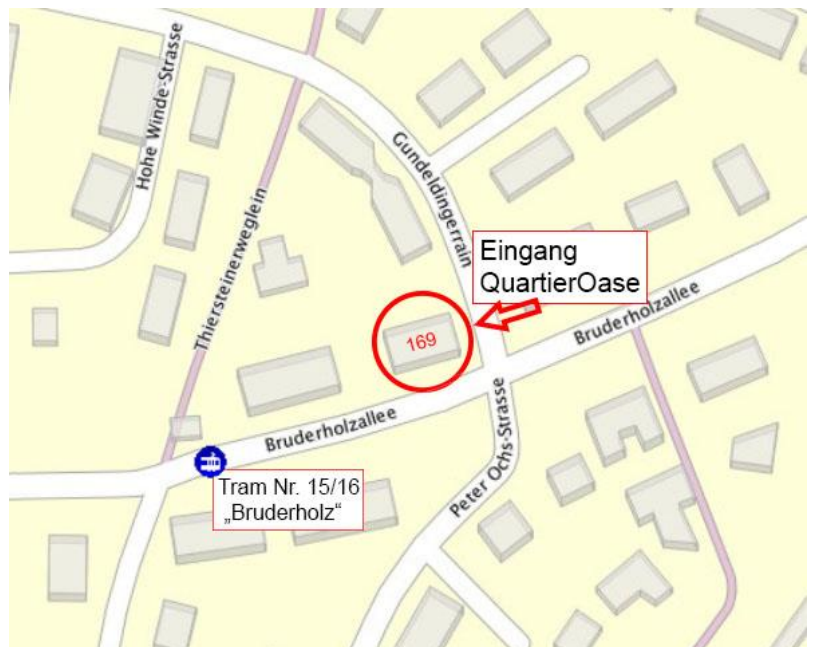 Hohe Winde-Strasse
Gundeldingerrain
Thiersteinerweglein
Eingang
QuartierOase
169
Bruderholzallee
Bruderholzallee
Peter Ochs-Strasse
Tram Nr. 15/16
„Bruderholz“